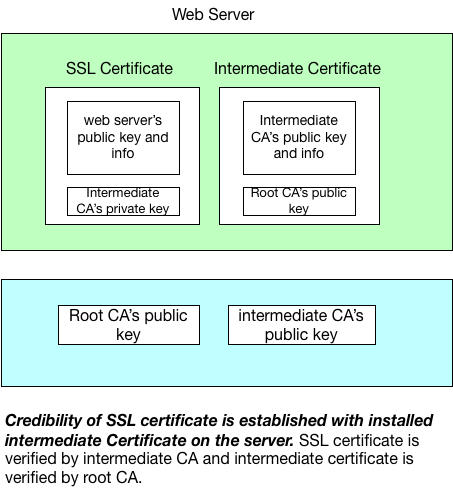 Web Server
SSL Certificate
Intermediate Certificate
web server's
public key and
info
Intermediate
CA's public key
and info
Intermediate
CA's private key
Root CA's public
key
Root CA's public
key
intermediate CA's
public key
Credibility of SSL certificate is established with installed
intermediate Certificate on the server. SSL certificate is
verified by intermediate CA and intermediate certificate is
verified by root CA.